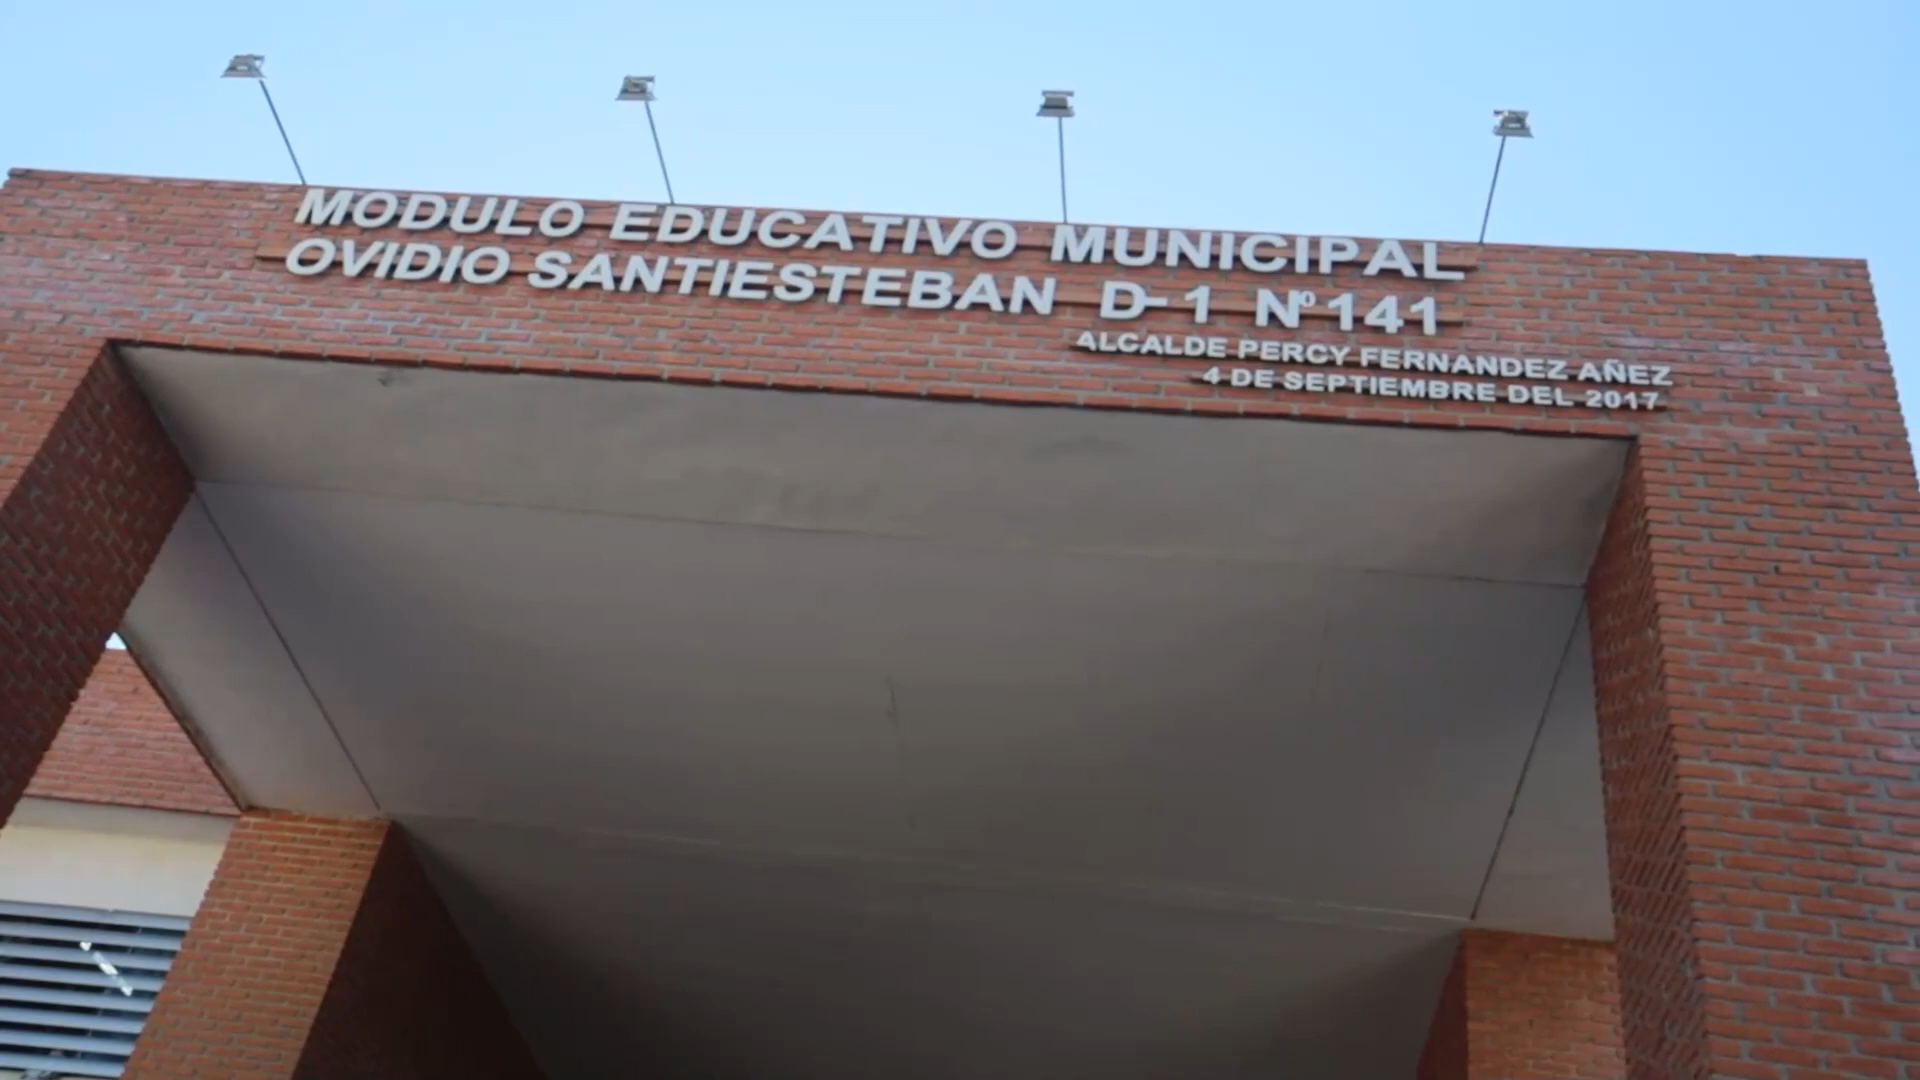 MODULO EDUCATIVO MUNICIPAL
OVIDIO SANTIESTEBAN D-1 Nº141
ALCALDE PERCY FERNANDEZ AÑEZ
4 DE SEPTIEMBRE DEL 2017